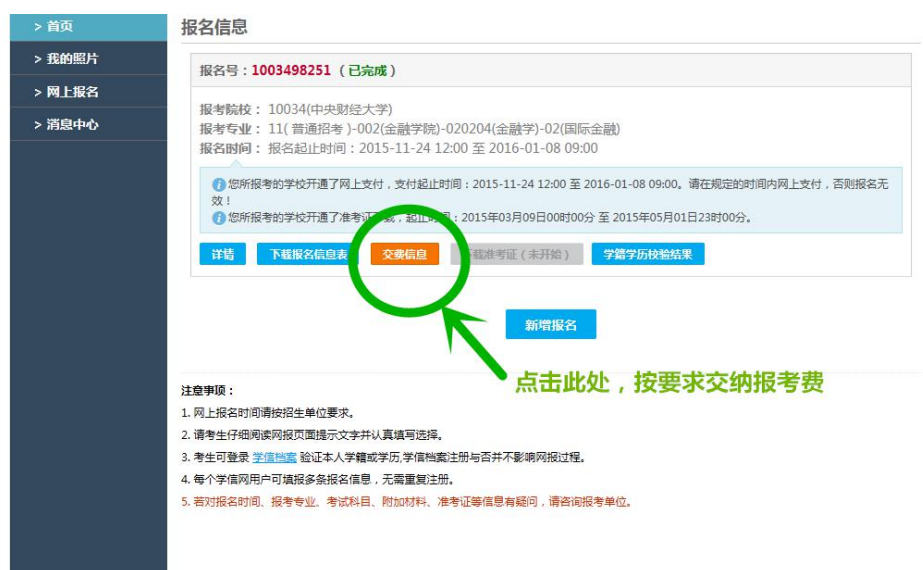 > 首页
> 我的照片
> 网上报名
> 消息中心
报名信息
报名号：1003498251 （已完成）
报考院校： 10034(中央财经大学)
报考专业： 11( 普通招考 )-002(金融学院)-020204(金融学)-02(国际金融)
报名时间： 报名起止时间：2015-11-24 12:00 至 2016-01-08 09:00
您所报考的学校开通了网上支付，支付起止时间：2015-11-24 12:00 至 2016-01-08 09:00。请在规定的时间内网上支付，否则报名无
效！
您所报考的学校开通了准考证下载，起止时间：2015年03月09日00时00分 至 2015年05月01日23时00分。
详情 下载报名信息表 交费信息 下载准考证（未开始） 学籍学历校验结果
新增报名
点击此处，按要求交纳报考费
注意事项：
1. 网上报名时间请按招生单位要求。
2. 请考生仔细阅读网报页面提示文字并认真填写选择。
3. 考生可登录 学信档案 验证本人学籍或学历,学信档案注册与否并不影响网报过程。
4. 每个学信网用户可填报多条报名信息，无需重复注册。
5. 若对报名时间、报考专业、考试科目、附加材料、准考证等信息有疑问，请咨询报考单位。